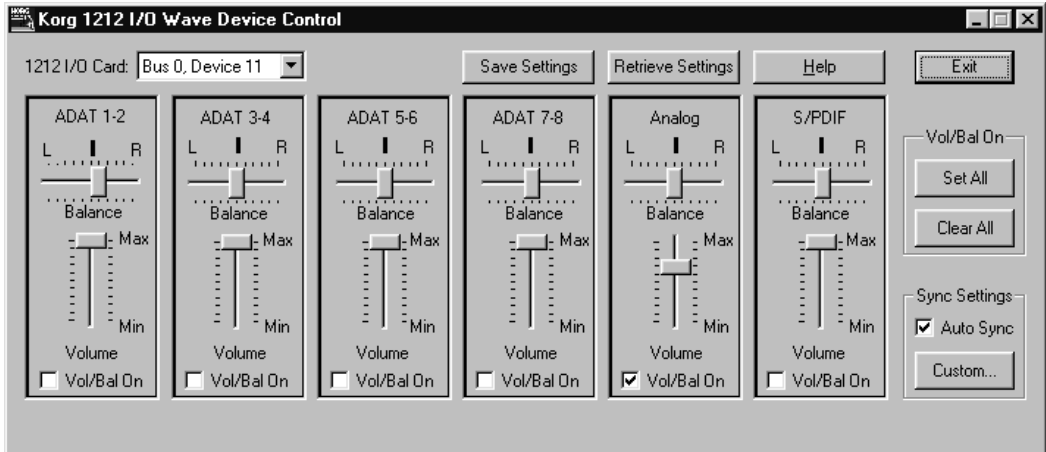 KORG
Korg 1212 I/O Wave Device Control
1212 I/O Card: Bus 0, Device 11
Save Settings
Retrieve Settings
Help
Exit
ADAT 1-2
L R
Balance
Max
Min
Volume
Vol/Bal On
ADAT 3-4
L R
Balance
Max
Min
Volume
Vol/Bal On
ADAT 5-6
L R
Balance
Max
Min
Volume
Vol/Bal On
ADAT 7-8
L R
Balance
Max
Min
Volume
Vol/Bal On
Analog
L R
Balance
Max
Min
Volume
Vol/Bal On
S/PDIF
L R
Balance
Max
Min
Volume
Vol/Bal On
Vol/Bal On
Set All
Clear All
Sync Settings
Auto Sync
Custom...